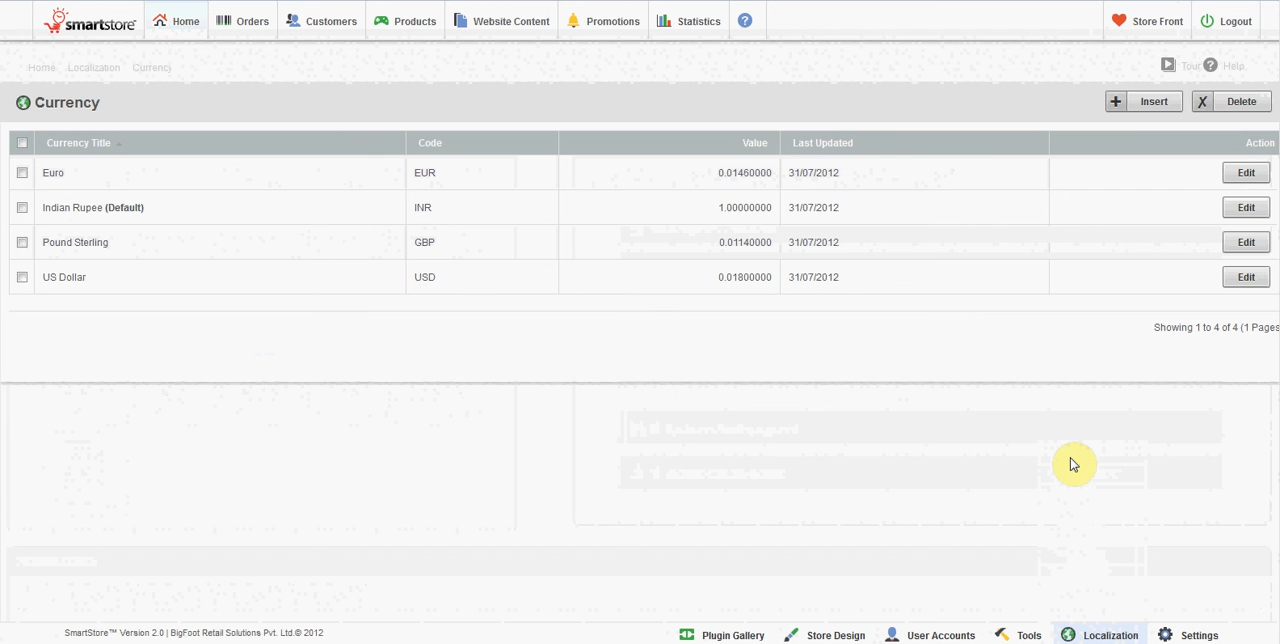 smartstore Home Orders Customers Products Website Content Promotions Statistics Store Front Logout
Home Localization Currency Tour Help
Currency Insert X Delete
Currency Title Code Value Last Updated Action
Euro EUR 0.01460000 31/07/2012 Edit
Indian Rupee (Default) INR 1.00000000 31/07/2012 Edit
Pound Sterling GBP 0.01140000 31/07/2012 Edit
US Dollar USD 0.01800000 31/07/2012 Edit
Showing 1 to 4 of 4 (1 Pages
SmartStore™ Version 2.0 | BigFoot Retail Solutions Pvt. Ltd.© 2012 Plugin Gallery Store Design User Accounts Tools Localization Settings